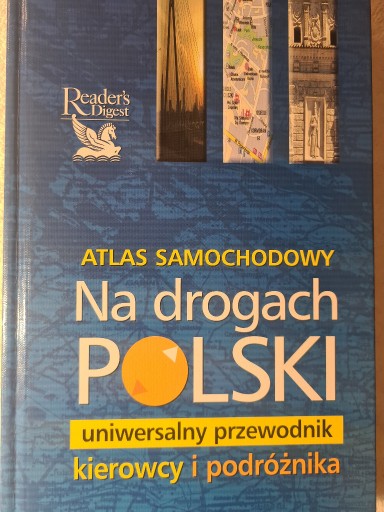 Reader's
Digest
ATLAS SAMOCHODOWY
Na drogach
POLSKI
uniwersalny przewodnik
kierowcy i podróżnika